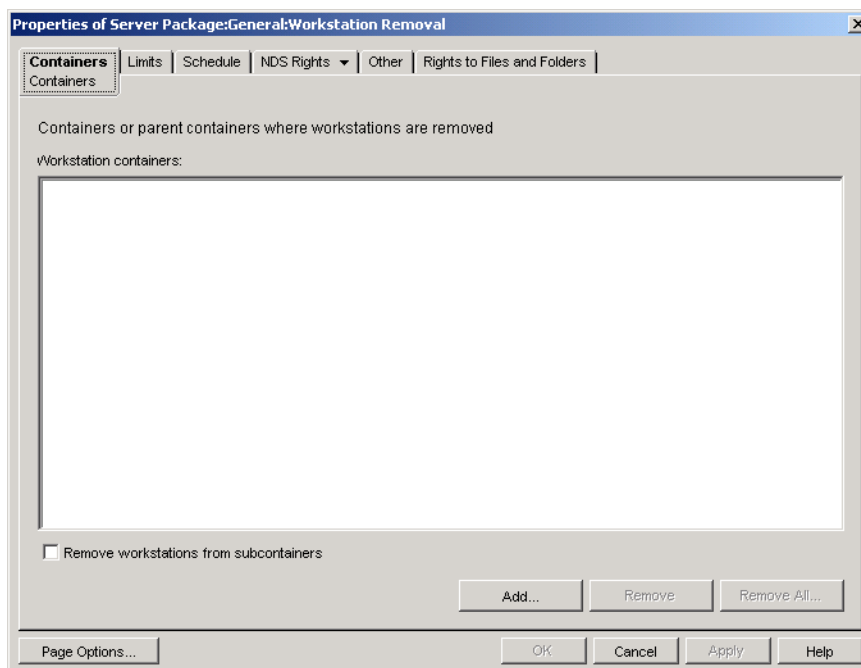 Properties of Server Package:General:Workstation Removal
Containers Limits Schedule NDS Rights Other Rights to Files and Folders
Containers
Containers or parent containers where workstations are removed
Workstation containers:
Remove workstations from subcontainers
Add... Remove Remove All...
Page Options... OK Cancel Apply Help